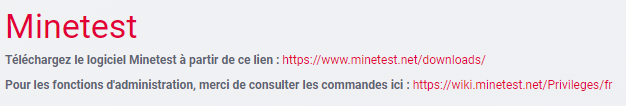 Minetest
Téléchargez le logiciel Minetest à partir de ce lien : https://www.minetest.net/downloads/
Pour les fonctions d'administration, merci de consulter les commandes ici : https://wiki.minetest.net/Privileges/fr